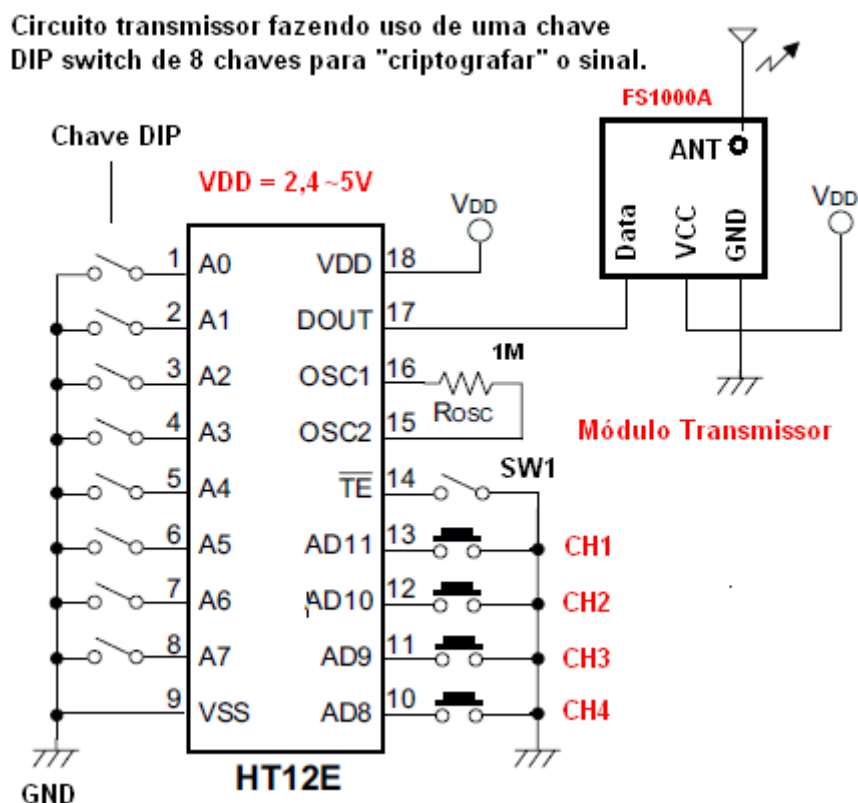 Circuito transmissor fazendo uso de uma chave
DIP switch de 8 chaves para "criptografar" o sinal.
FS1000A
Chave DIP
ANT
VDD = 2,4 ~5V
VDD
VDD
Data
VCC
GND
1 A0 VDD 18
2 A1 DOUT 17
1M
3 A2 OSC1 16
ROSC
4 A3 OSC2 15
Módulo Transmissor
SW1
5 A4 TE 14
6 A5 AD11 13 CH1
7 A6 AD10 12 CH2
8 A7 AD9 11 CH3
9 VSS AD8 10 CH4
HT12E
GND